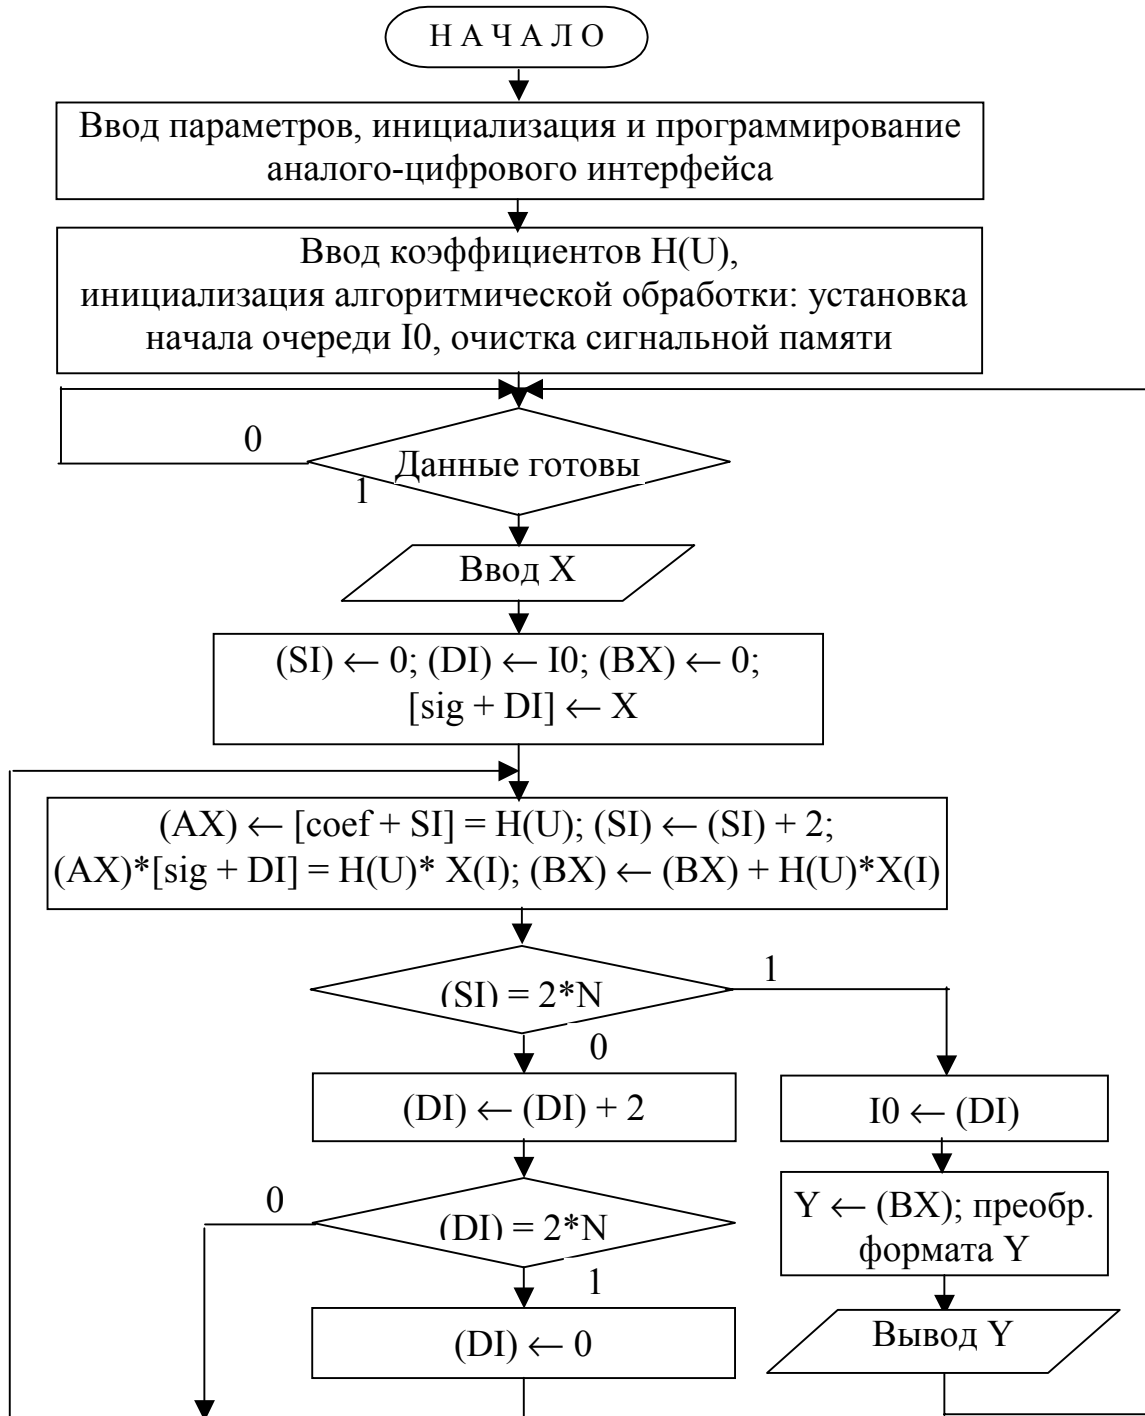 Н А Ч А Л О
Ввод параметров, инициализация и программирование
аналого-цифрового интерфейса
Ввод коэффициентов H(U),
инициализация алгоритмической обработки: установка
начала очереди I0, очистка сигнальной памяти
0
Данные готовы
1
Ввод X
(SI) ← 0; (DI) ← I0; (BX) ← 0;
[sig + DI] ← X
(AX) ← [coef + SI] = H(U); (SI) ← (SI) + 2;
(AX)*[sig + DI] = H(U)* X(I); (BX) ← (BX) + H(U)*X(I)
(SI) = 2*N
1
0
(DI) ← (DI) + 2
I0 ← (DI)
0
(DI) = 2*N
1
Y ← (BX); преобр.
формата Y
(DI) ← 0
Вывод Y